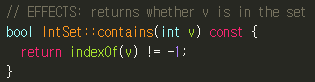 // EFFECTS: returns whether v is in the set
bool IntSet::contains(int v) const {
  return indexOf(v) != -1;
}